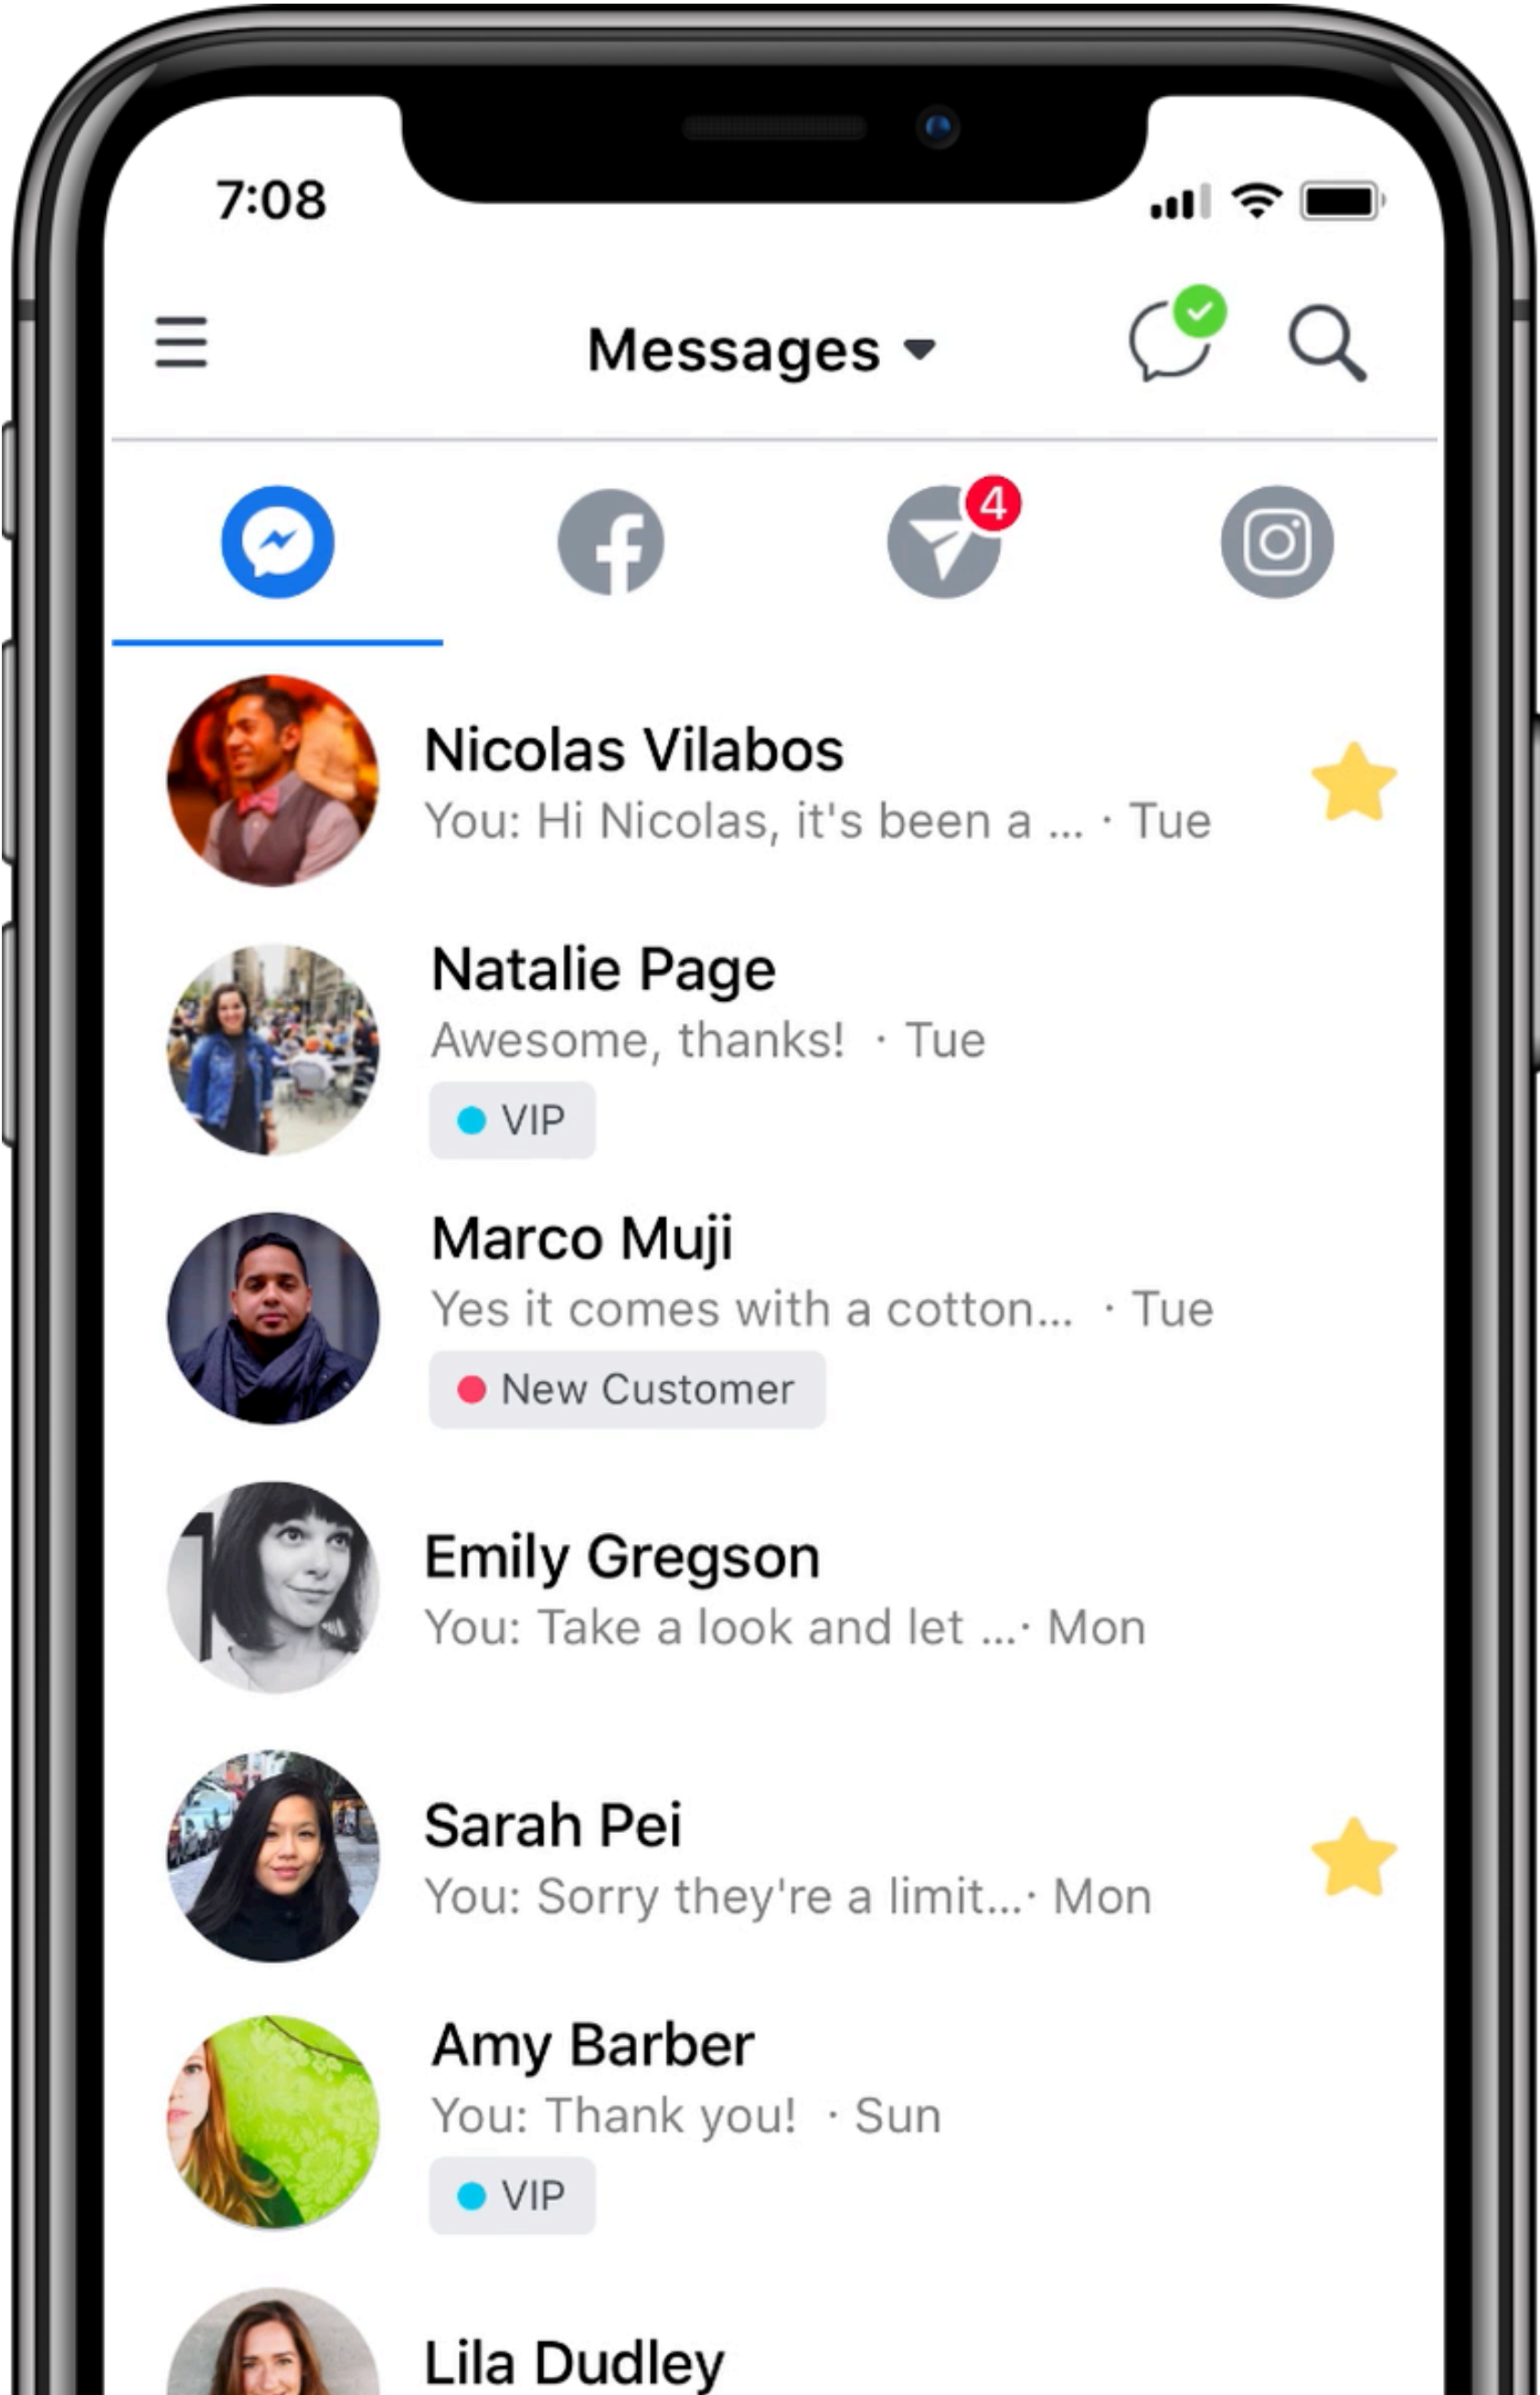 7:08
Messages
4
Nicolas Vilabos
You: Hi Nicolas, it's been a ... · Tue
Natalie Page
Awesome, thanks! · Tue
VIP
Marco Muji
Yes it comes with a cotton... · Tue
New Customer
Emily Gregson
You: Take a look and let ...· Mon
Sarah Pei
You: Sorry they're a limit...· Mon
Amy Barber
You: Thank you! · Sun
VIP
Lila Dudley